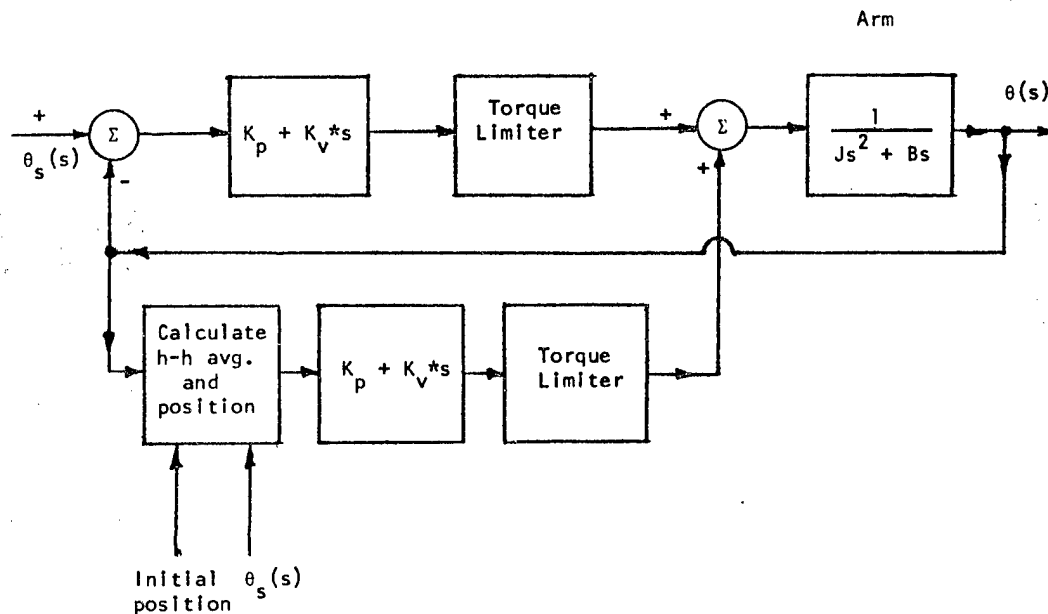 Arm
+
θs(s)
Σ
-
Kp + Kv*s
Torque
Limiter
+
Σ
+
1
Js² + Bs
θ(s)
Calculate
h-h avg.
and
position
Kp + Kv*s
Torque
Limiter
Initial θs(s)
position